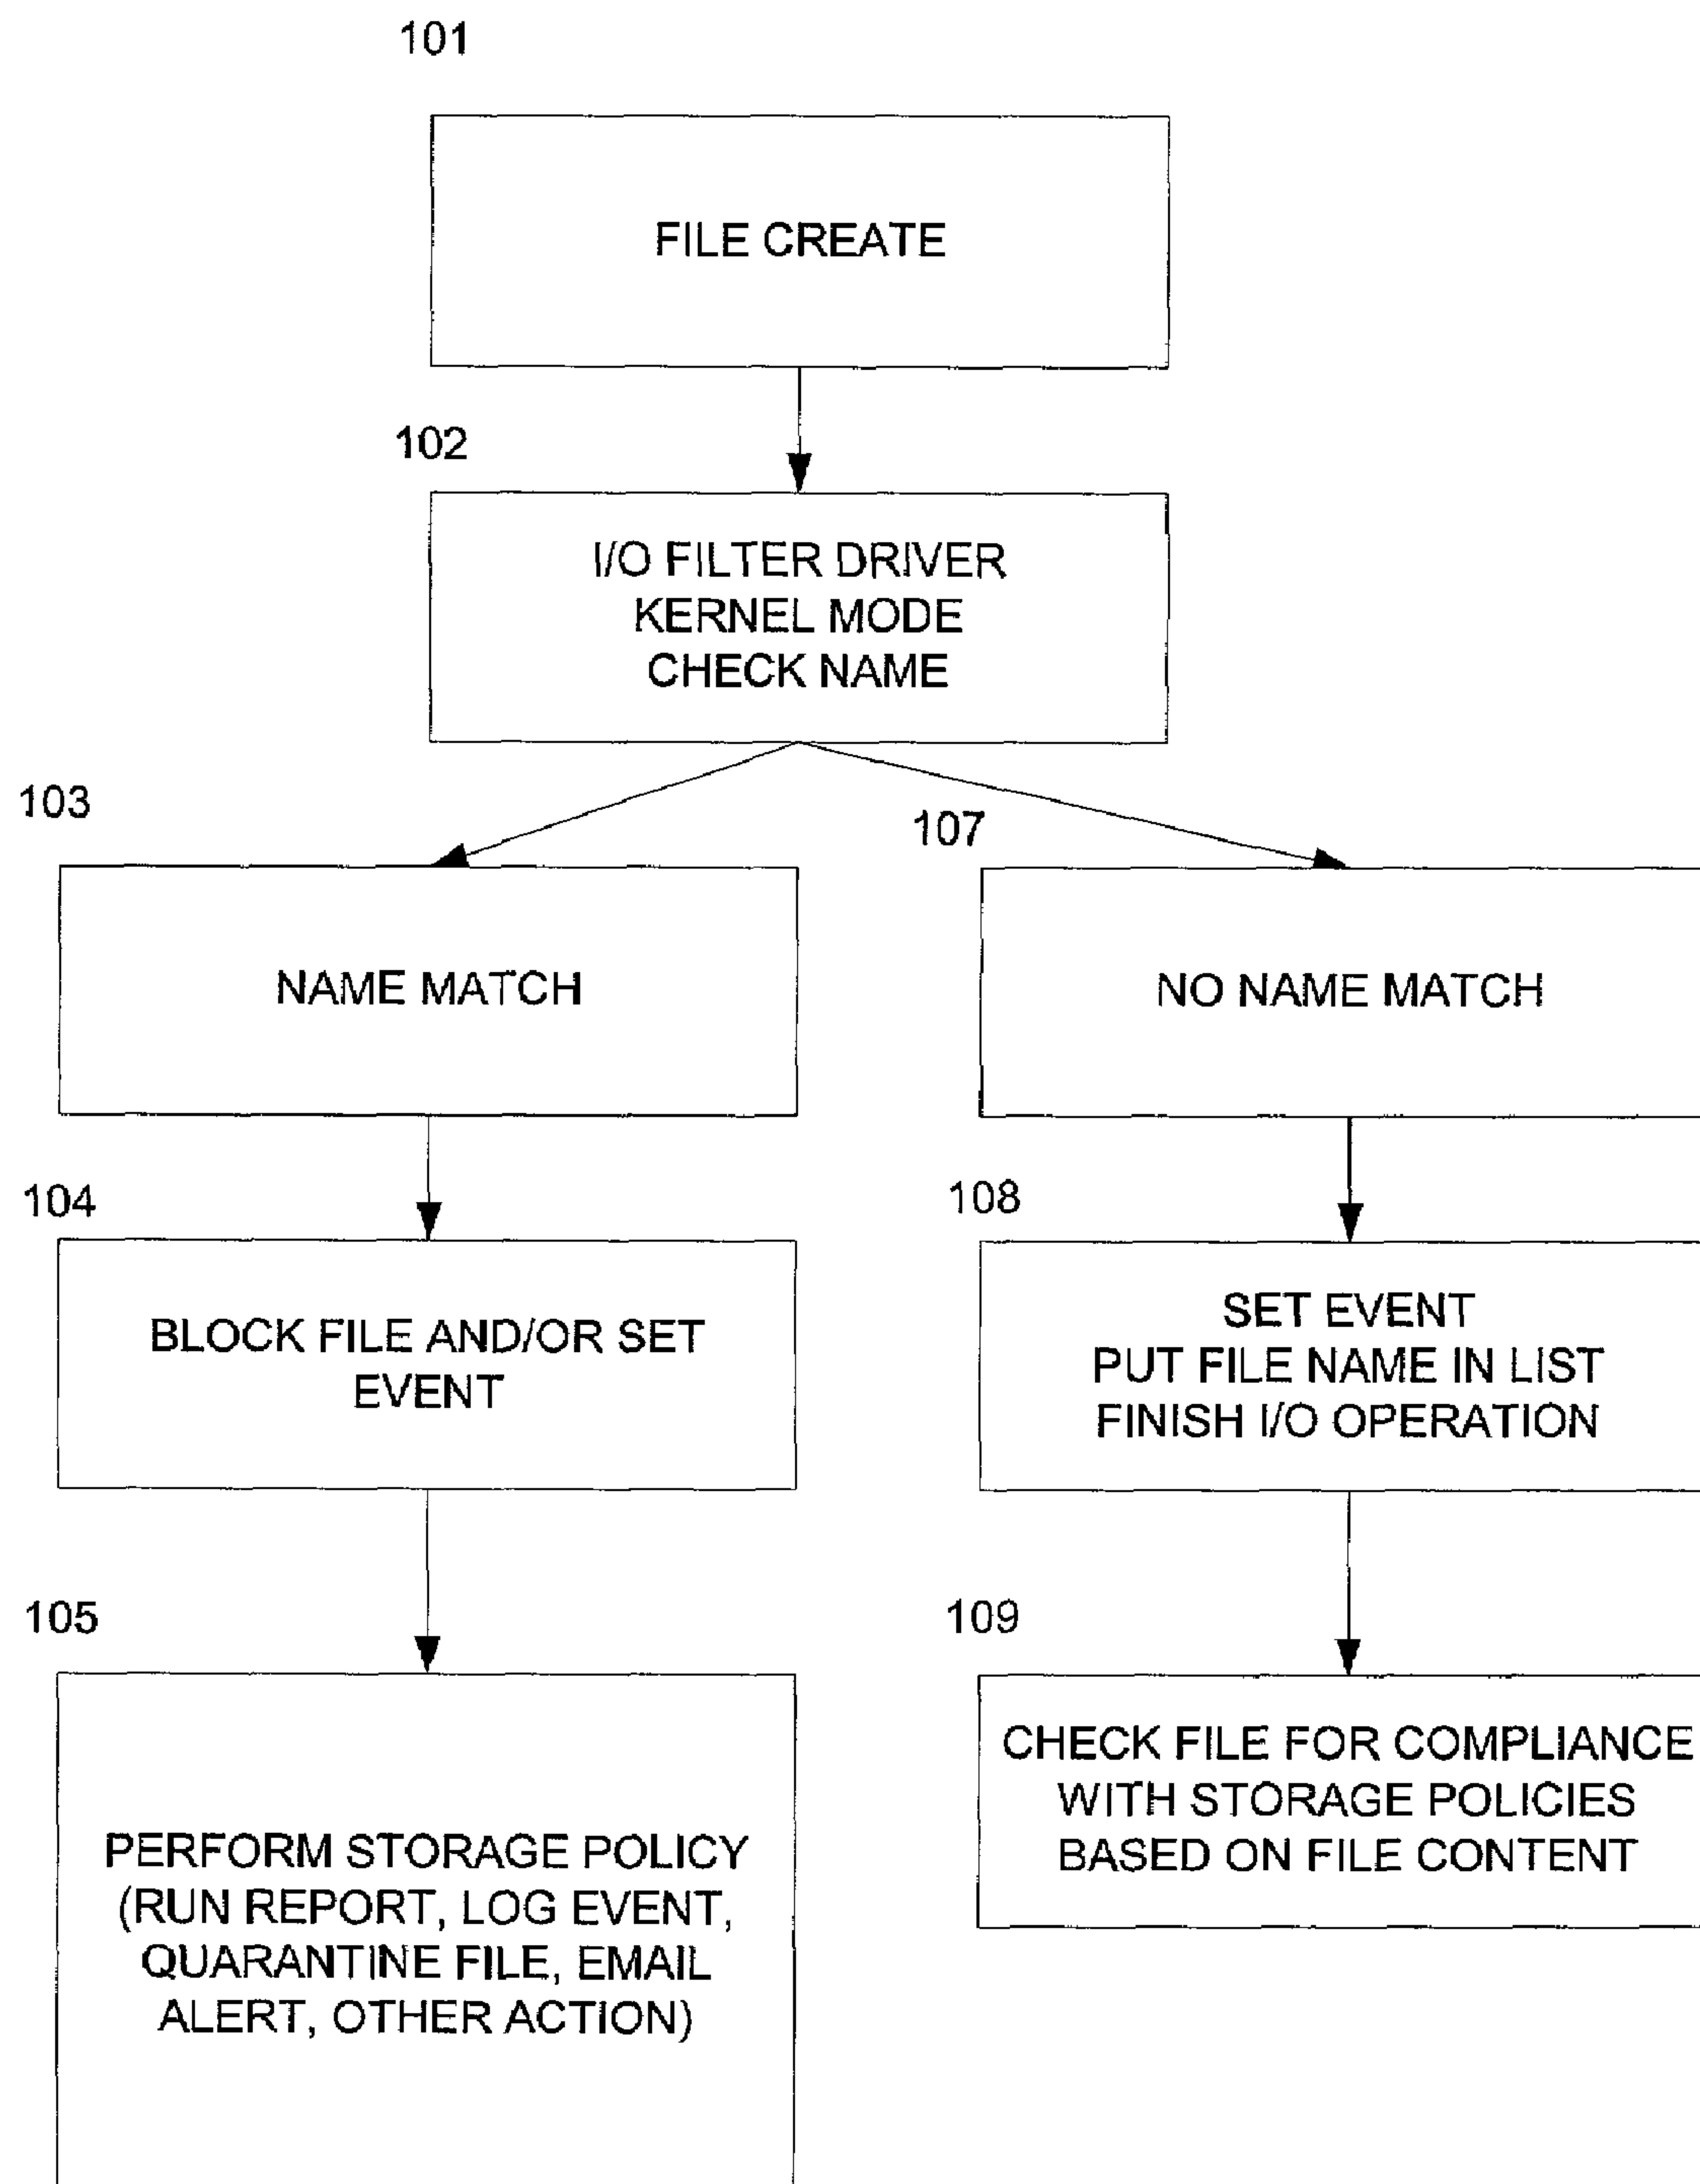 101
FILE CREATE
102
I/O FILTER DRIVER
KERNEL MODE
CHECK NAME
103
107
NAME MATCH
NO NAME MATCH
104
108
BLOCK FILE AND/OR SET
EVENT
SET EVENT
PUT FILE NAME IN LIST
FINISH I/O OPERATION
105
109
PERFORM STORAGE POLICY
(RUN REPORT, LOG EVENT,
QUARANTINE FILE, EMAIL
ALERT, OTHER ACTION)
CHECK FILE FOR COMPLIANCE
WITH STORAGE POLICIES
BASED ON FILE CONTENT